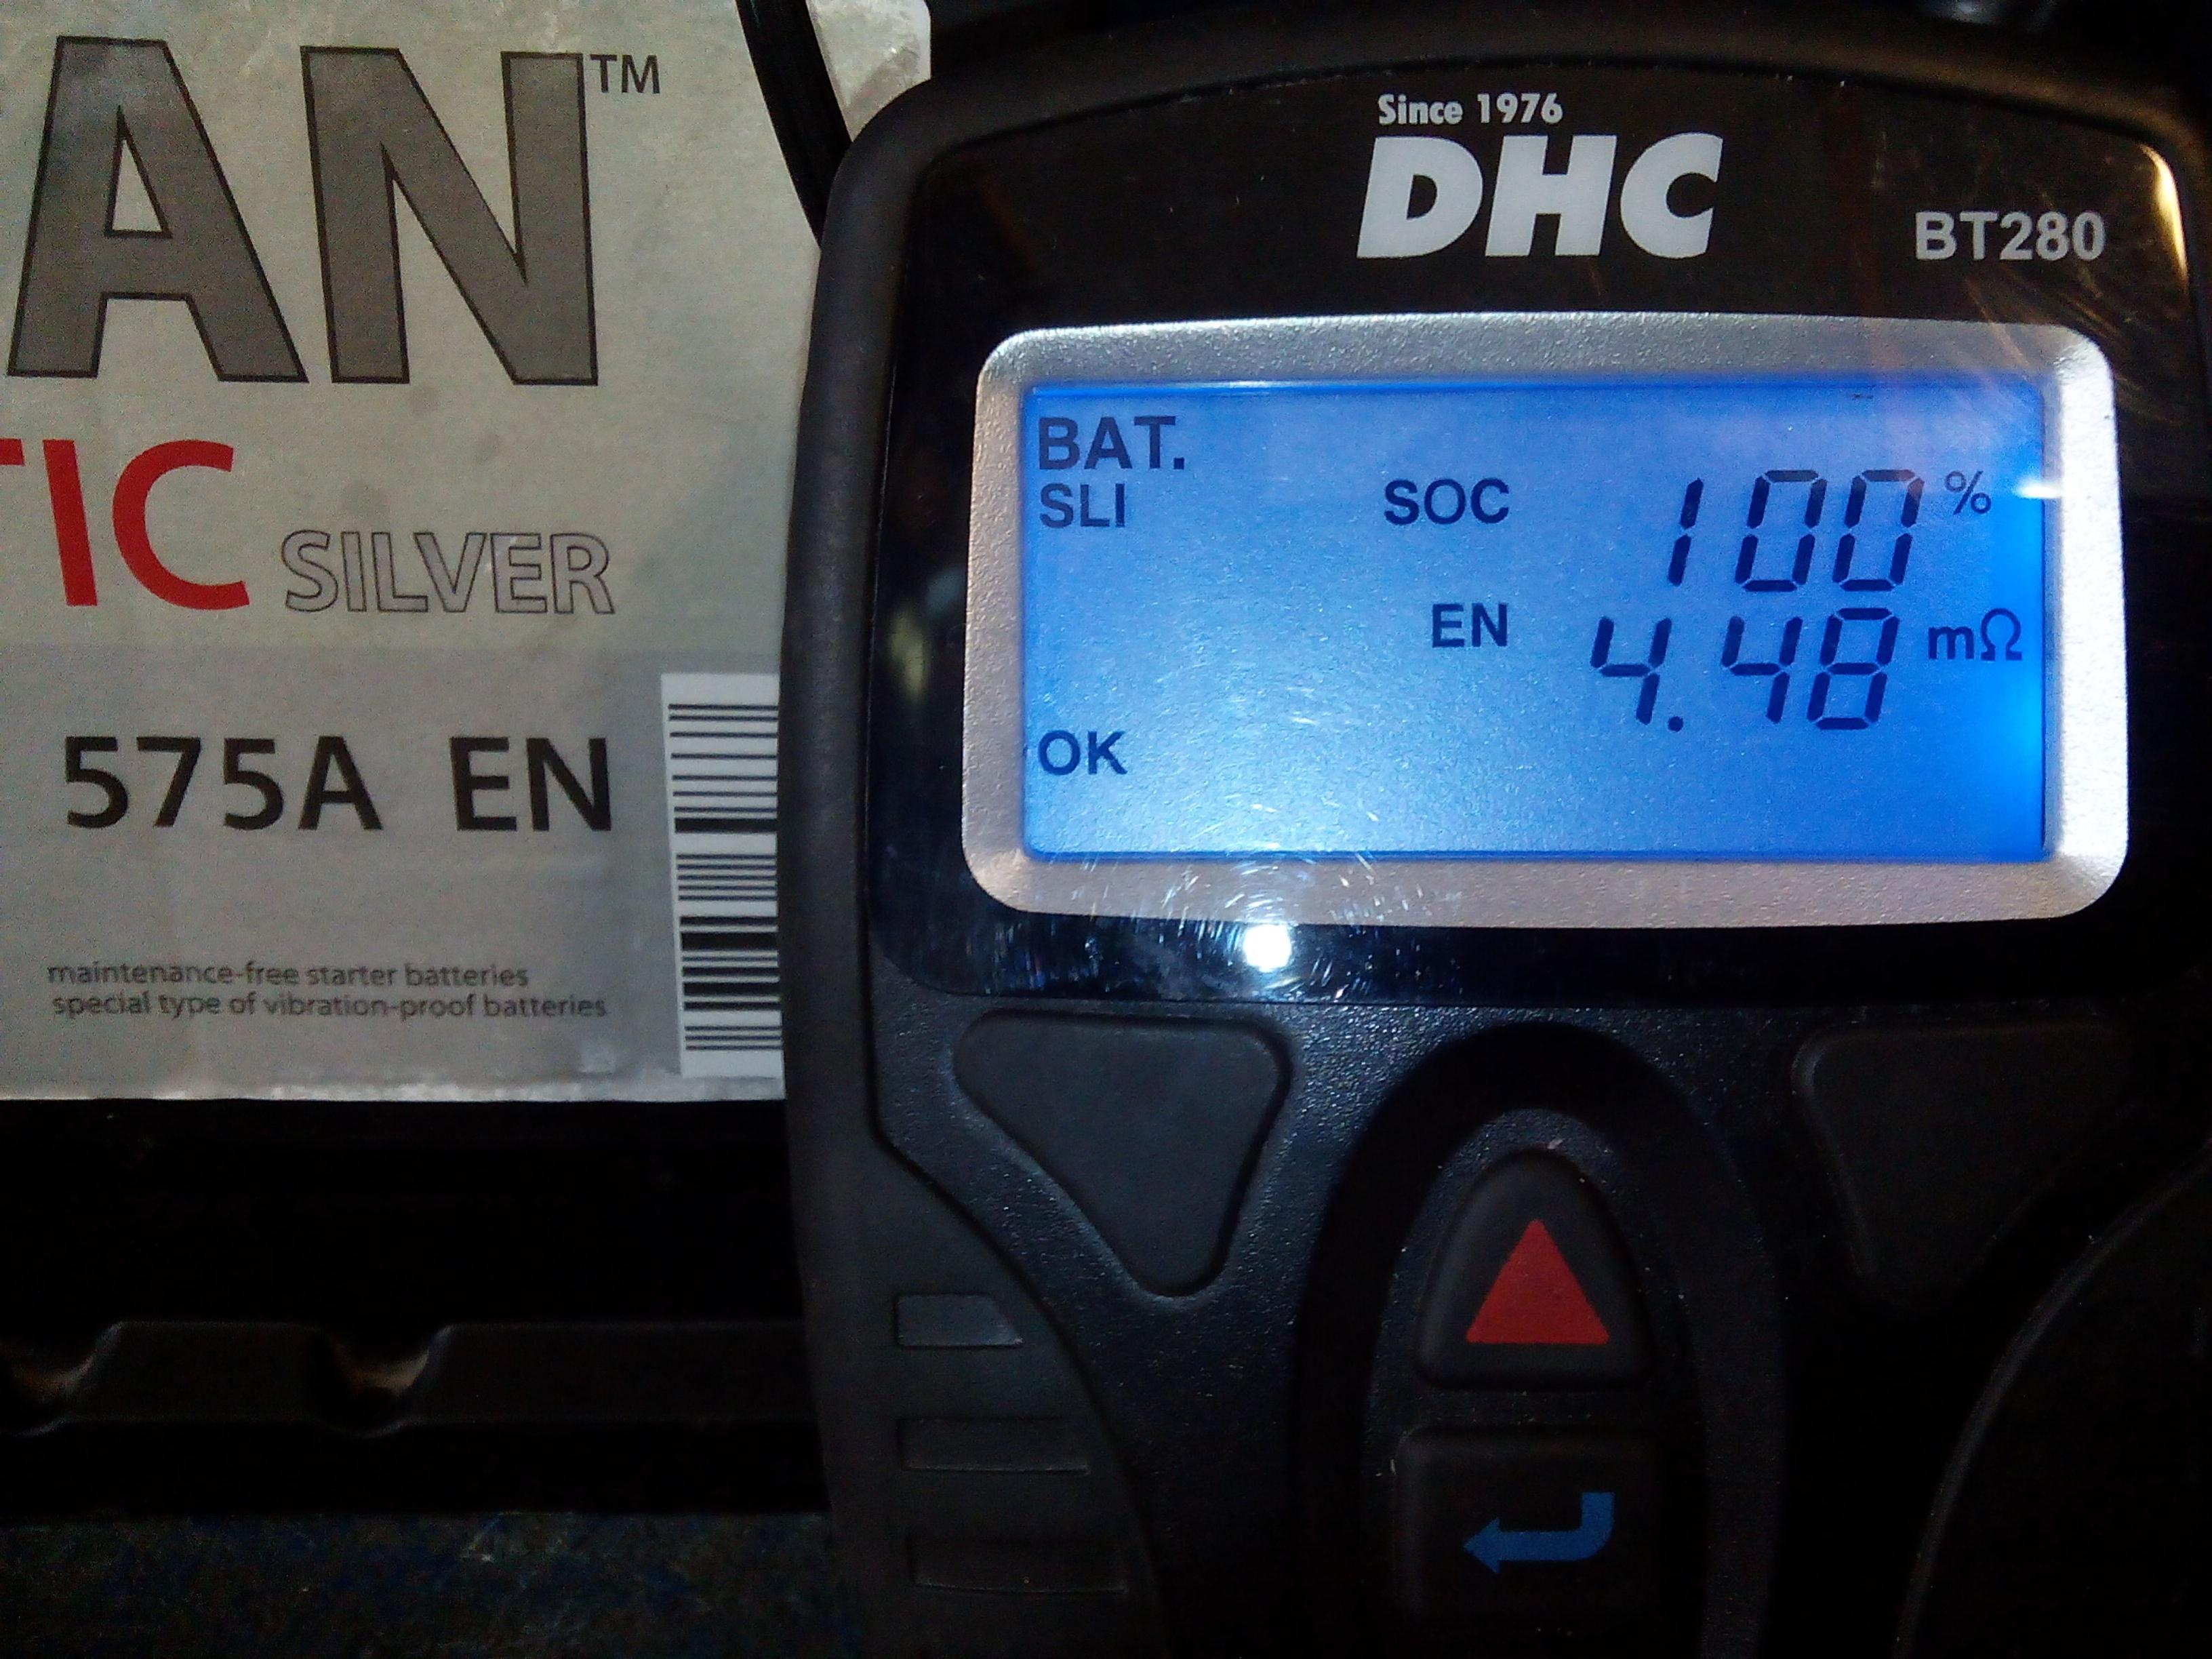 AN™
TIC SILVER
575A EN
maintenance-free starter batteries
special type of vibration-proof batteries
Since 1976
DHC
BT280
BAT.
SLI
SOC 100 %
EN 4.48 mΩ
OK